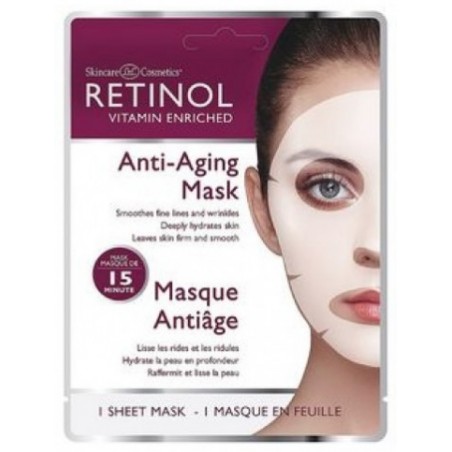 Skincare LdeL Cosmetics®
RETINOL
VITAMIN ENRICHED
Anti-Aging
Mask
Smoothes fine lines and wrinkles
Deeply hydrates skin
Leaves skin firm and smooth
MASK
MASQUE DE
15
MINUTE
Masque
Antiâge
Lisse les rides et les ridules
Hydrate la peau en profondeur
Raffermit et lisse la peau
1 SHEET MASK - 1 MASQUE EN FEUILLE